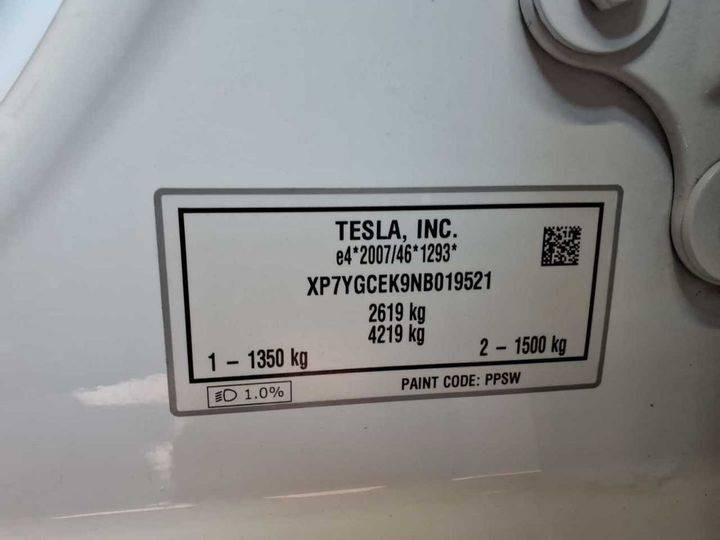 TESLA, INC.
e4*2007/46*1293*
XP7YGCEK9NB019521
2619 kg
4219 kg
1 – 1350 kg
2 – 1500 kg
1.0%
PAINT CODE: PPSW